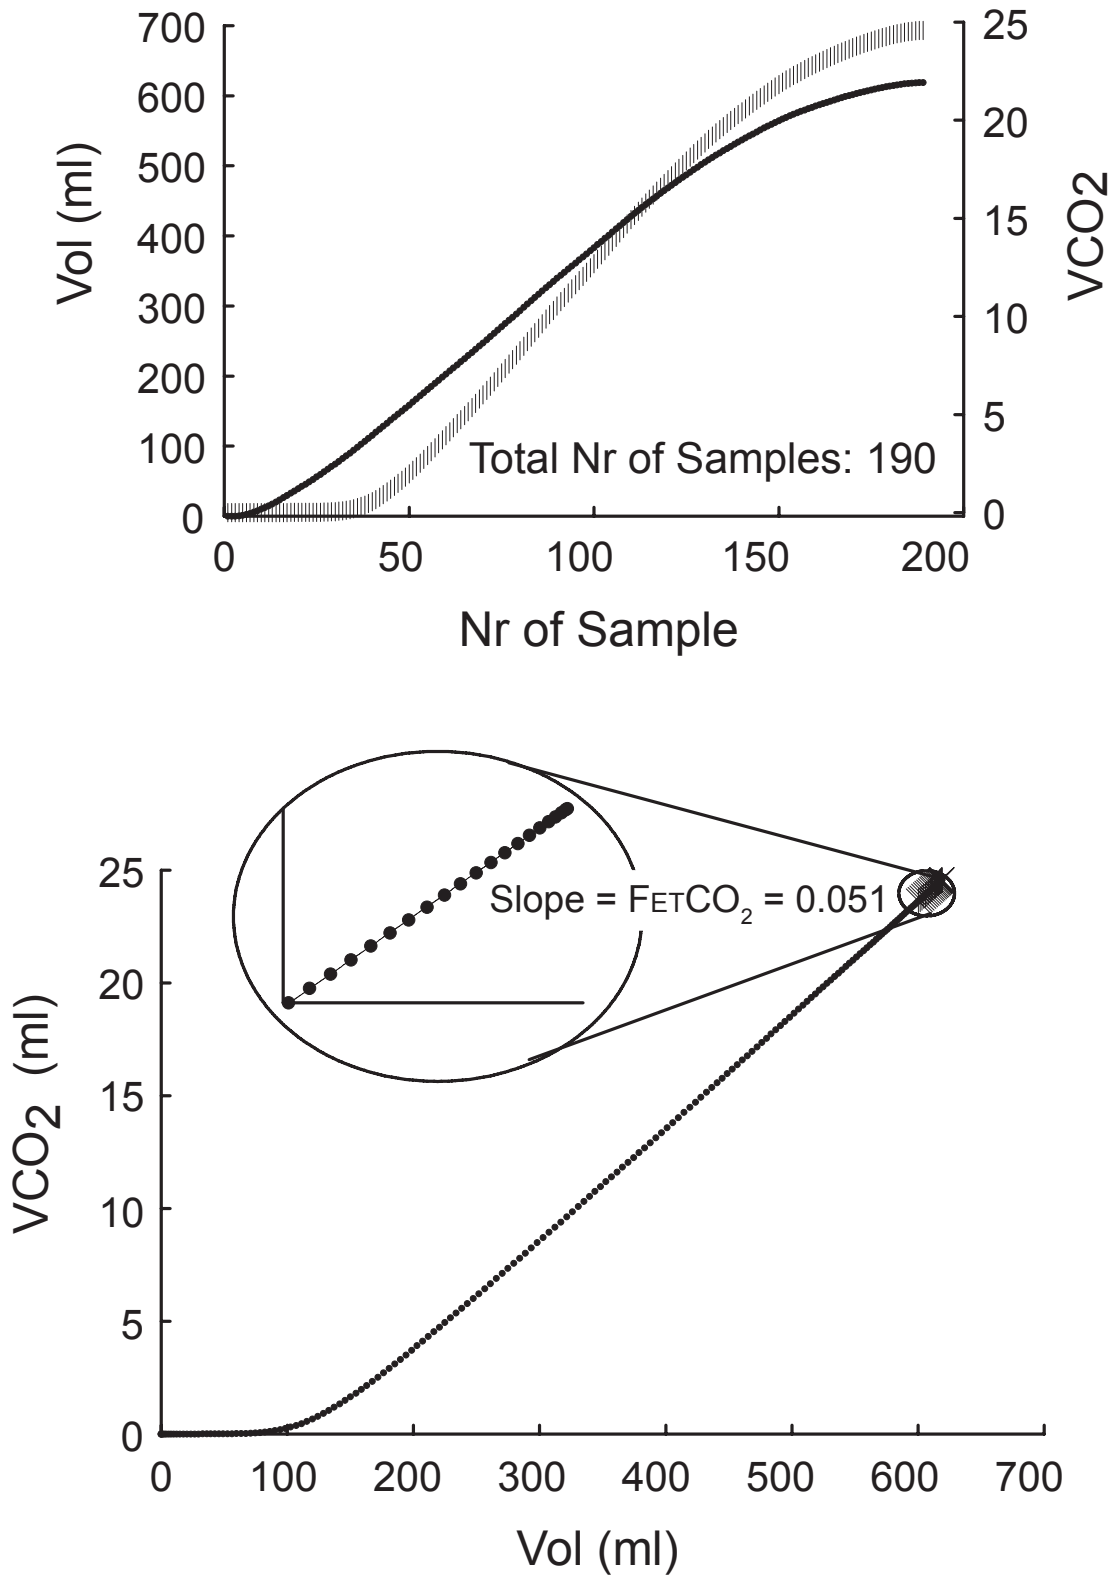 700
600
500
400
300
200
100
0
Vol (ml)
25
20
15
10
5
0
VCO2
Total Nr of Samples: 190
0 50 100 150 200
Nr of Sample
25
20
15
10
5
0
VCO2 (ml)
Slope = FETCO2 = 0.051
0 100 200 300 400 500 600 700
Vol (ml)